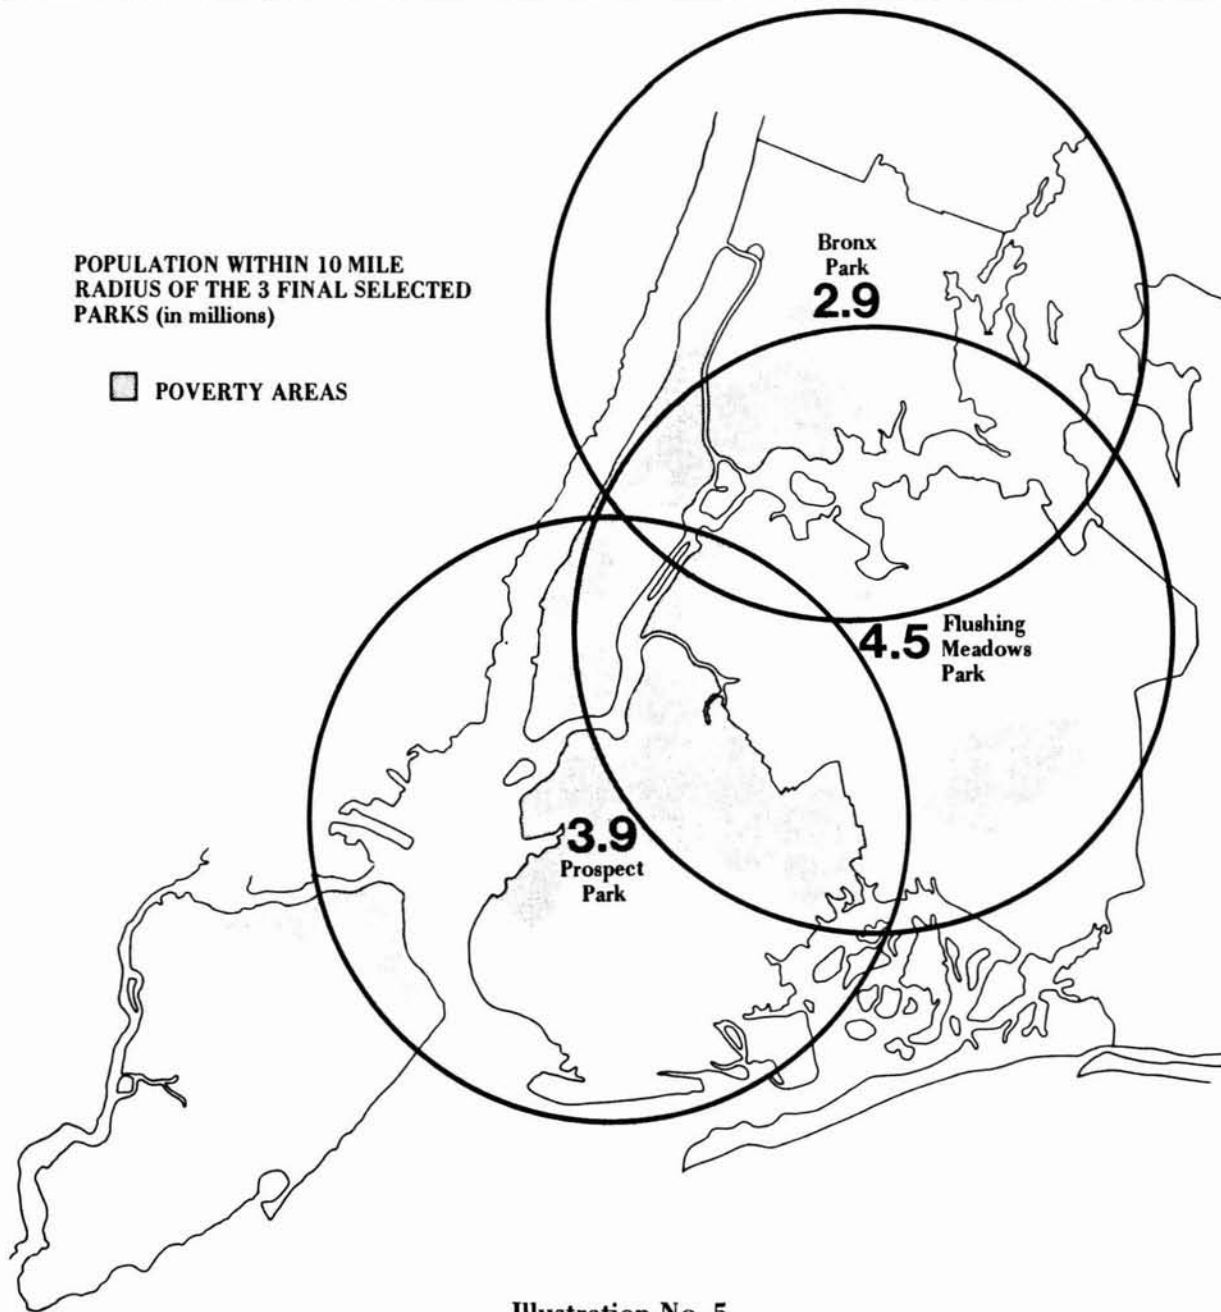 POPULATION WITHIN 10 MILE
RADIUS OF THE 3 FINAL SELECTED
PARKS (in millions)
POVERTY AREAS
Bronx
Park
2.9
4.5 Flushing
Meadows
Park
3.9
Prospect
Park
Illustration No. 5